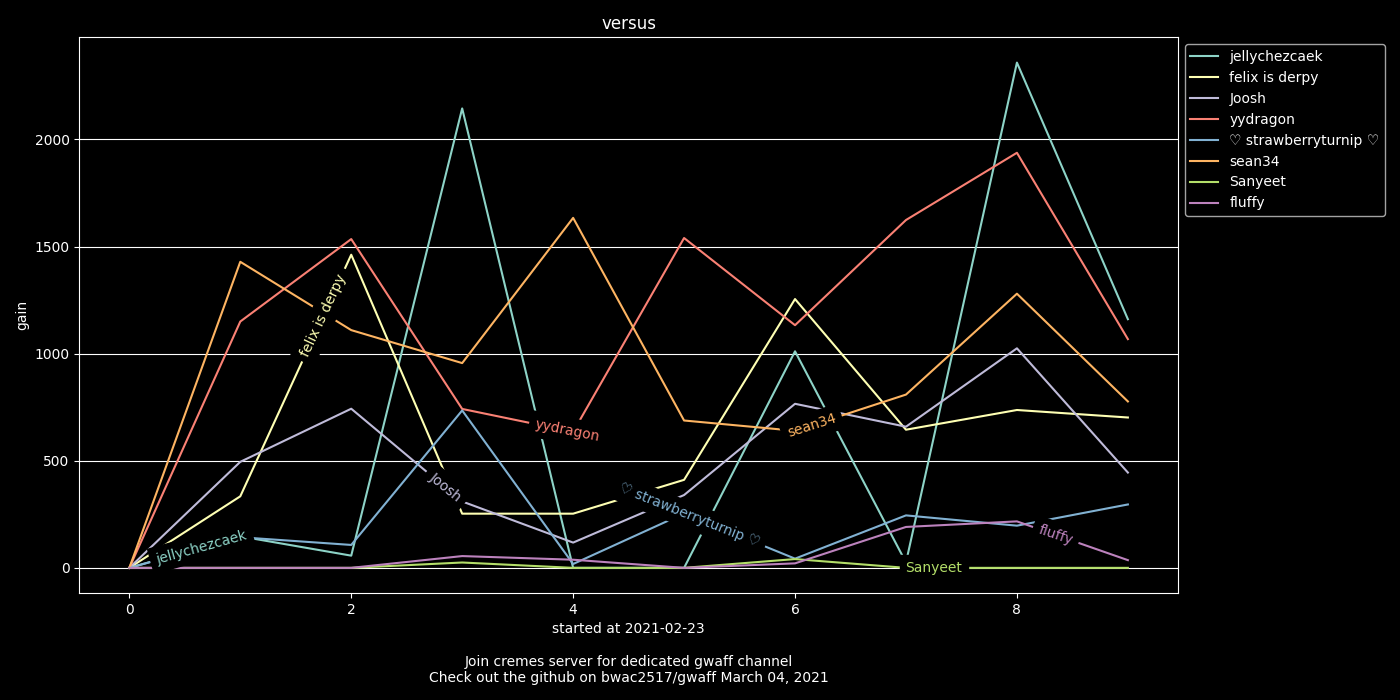 versus
jellychezcaek
felix is derpy
Joosh
yydragon
♡ strawberryturnip ♡
sean34
Sanyeet
fluffy
gain
2000
1500
1000
500
0
felix is derpy
yydragon
sean34
Joosh
♡ strawberryturnip ♡
jellychezcaek
fluffy
Sanyeet
0 2 4 6 8
started at 2021-02-23
Join cremes server for dedicated gwaff channel
Check out the github on bwac2517/gwaff March 04, 2021